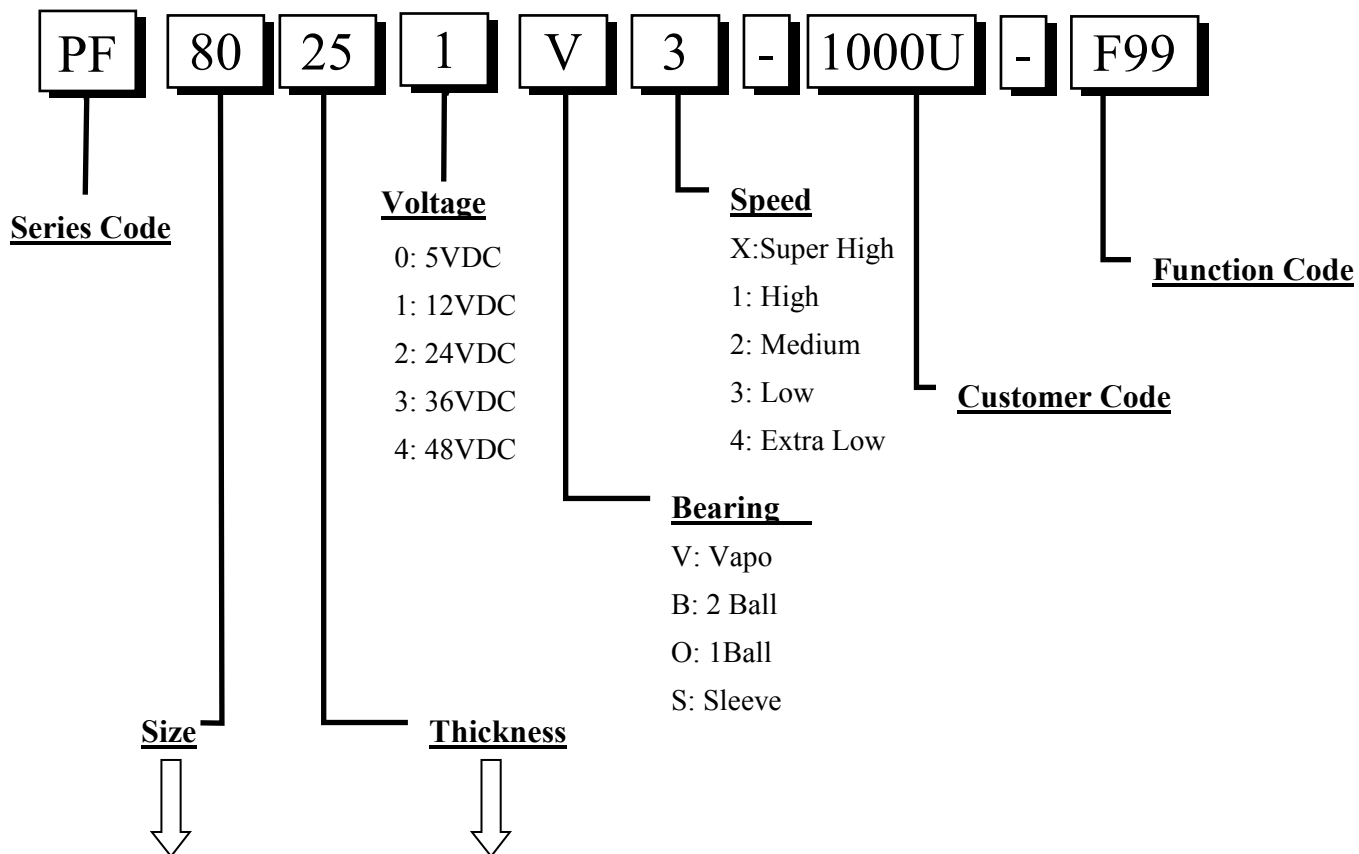 PF 80 25 1 V 3 - 1000U - F99
Series Code
Voltage
0: 5VDC
1: 12VDC
2: 24VDC
3: 36VDC
4: 48VDC
Speed
X:Super High
1: High
2: Medium
3: Low
4: Extra Low
Function Code
Customer Code
Bearing
V: Vapo
B: 2 Ball
O: 1Ball
S: Sleeve
Size
Thickness